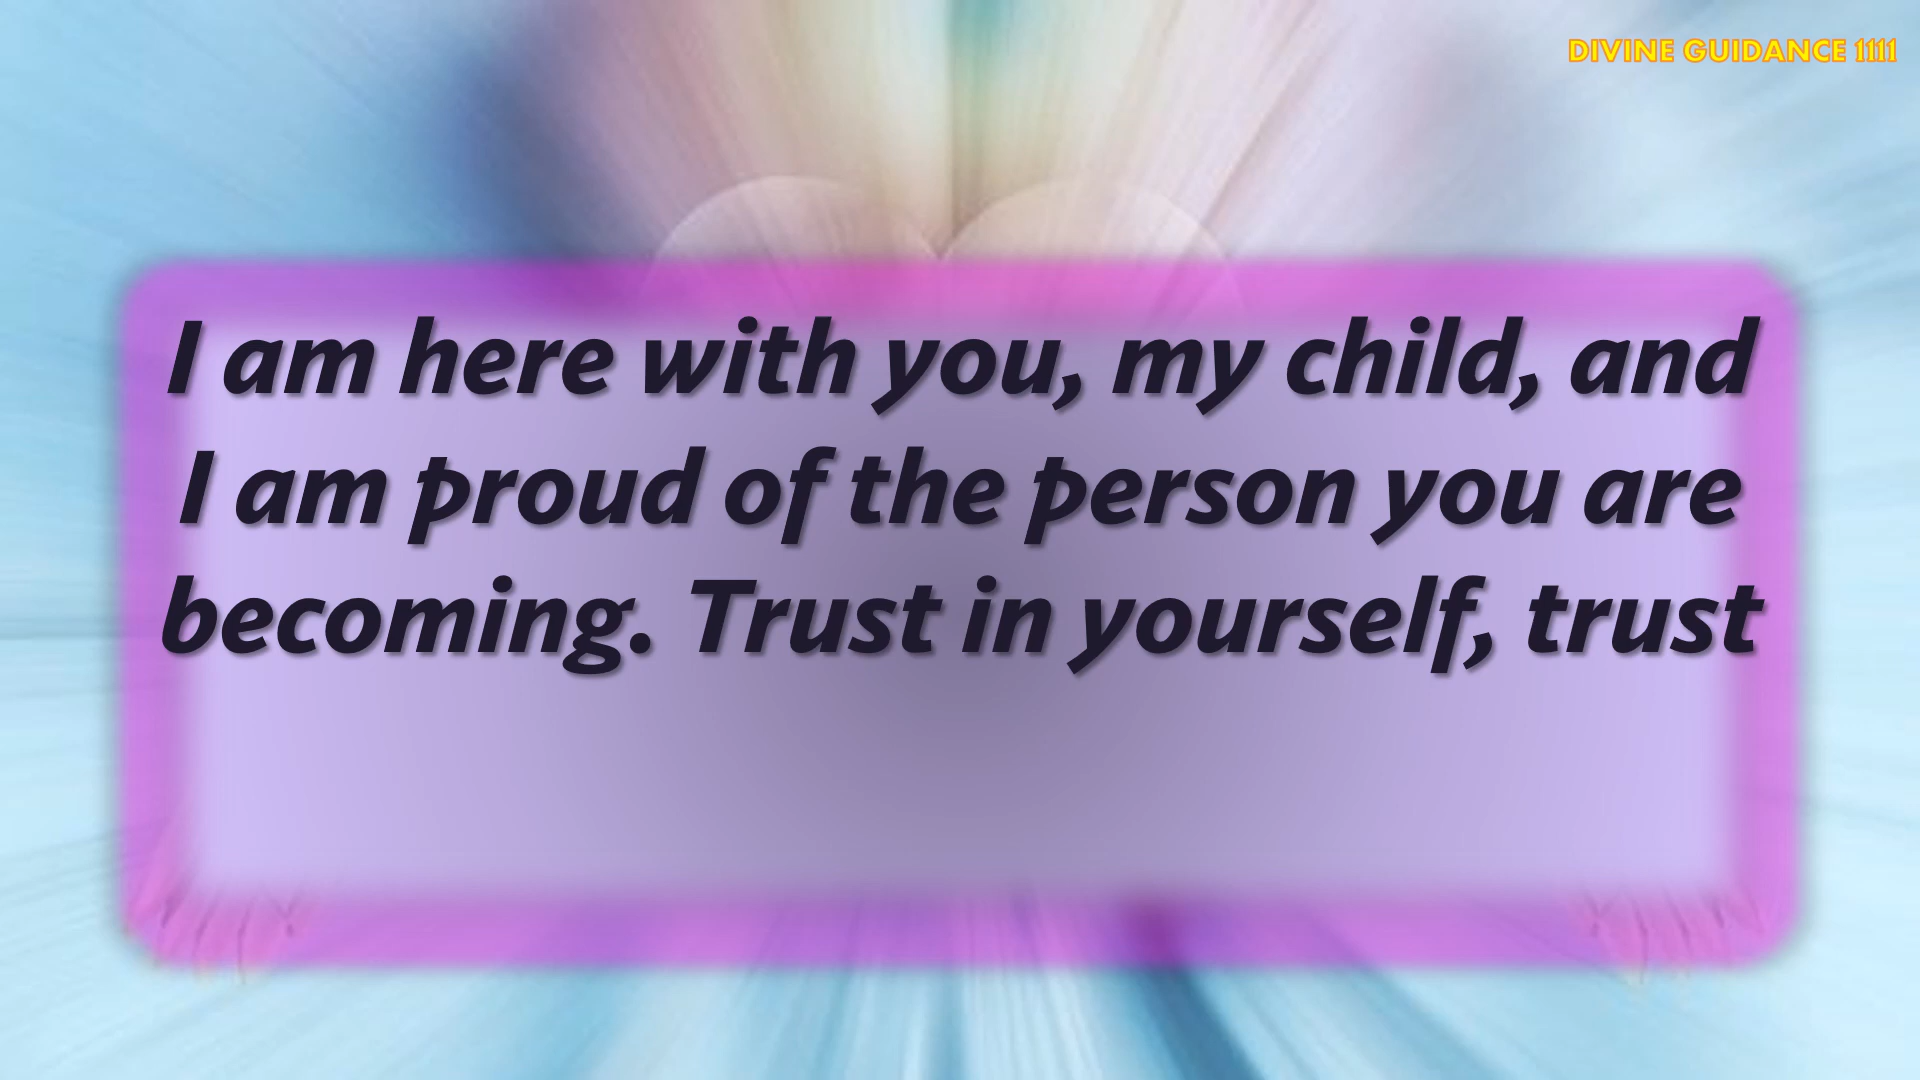 DIVINE GUIDANCE 1111
I am here with you, my child, and
I am proud of the person you are
becoming. Trust in yourself, trust